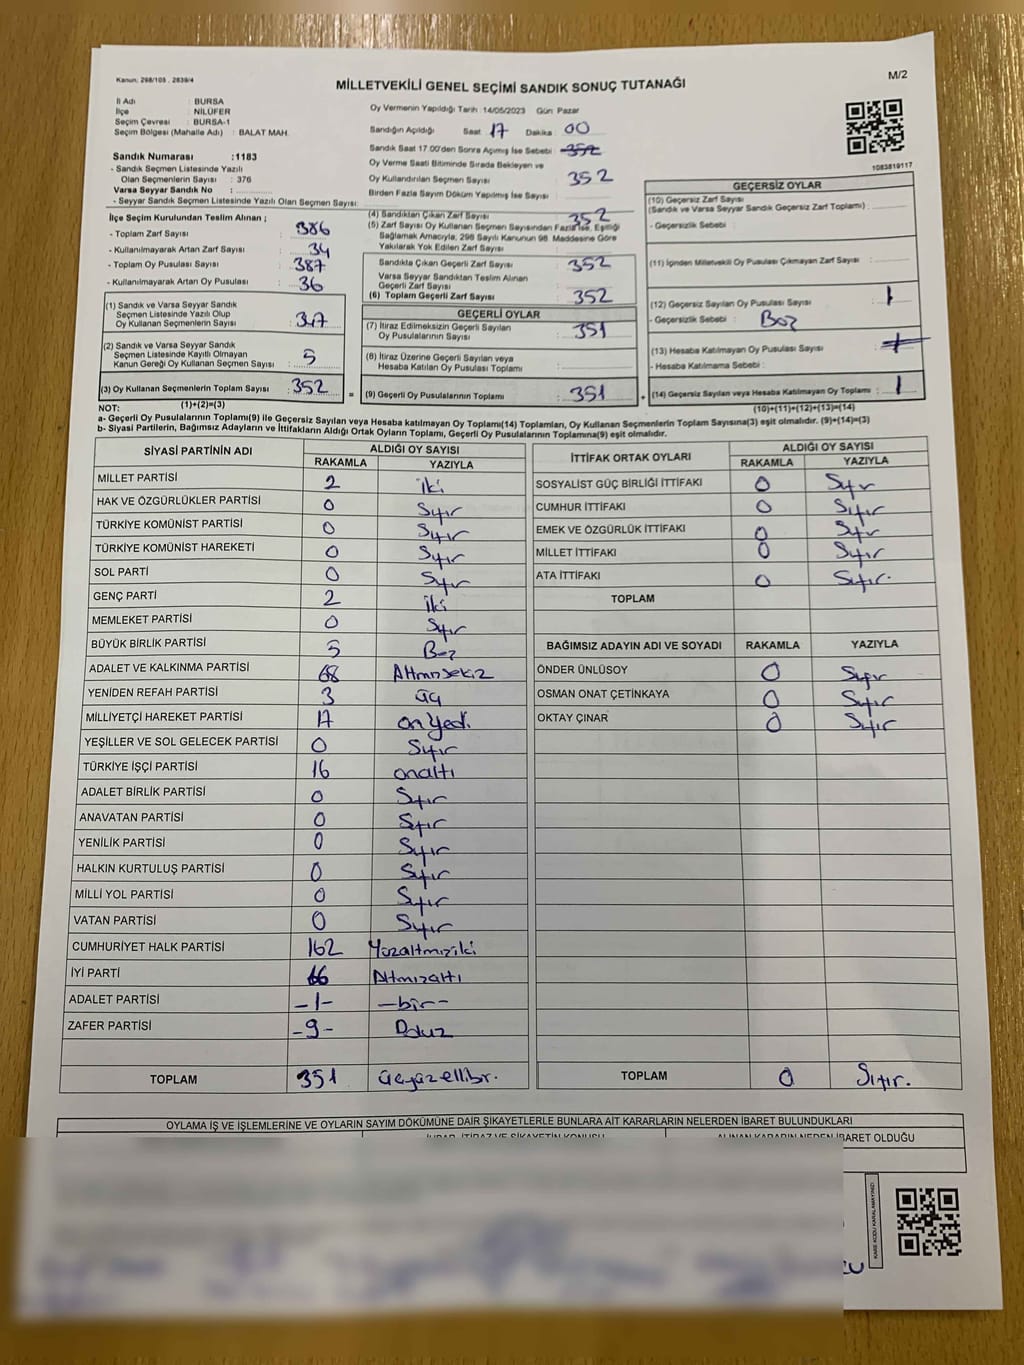 Kanun: 298/105 , 2839/4
MİLLETVEKİLİ GENEL SEÇİMİ SANDIK SONUÇ TUTANAĞI
M/2
İl Adı : BURSA
İlçe : NİLÜFER
Seçim Çevresi : BURSA-1
Seçim Bölgesi (Mahalle Adı) : BALAT MAH.
Oy Vermenin Yapıldığı Tarih :14/05/2023 Gün: Pazar
Sandığın Açıldığı Saat 17 Dakika : 00
Sandık Saat 17.00'den Sonra Açılmış İse Sebebi : 352
Oy Verme Saati Bitiminde Sırada Bekleyen ve
Oy Kullandırılan Seçmen Sayısı 352
Birden Fazla Sayım Döküm Yapılmış İse Sayısı :
1083819117
Sandık Numarası :1183
- Sandık Seçmen Listesinde Yazılı
Olan Seçmenlerin Sayısı : 376
Varsa Seyyar Sandık No :
- Seyyar Sandık Seçmen Listesinde Yazılı Olan Seçmen Sayısı:
İlçe Seçim Kurulundan Teslim Alınan ;
- Toplam Zarf Sayısı : 386
- Kullanılmayarak Artan Zarf Sayısı : 34
- Toplam Oy Pusulası Sayısı : 387
- Kullanılmayarak Artan Oy Pusulası : 36
(1) Sandık ve Varsa Seyyar Sandık
Seçmen Listesinde Yazılı Olup
Oy Kullanan Seçmenlerin Sayısı : 347
(2) Sandık ve Varsa Seyyar Sandık
Seçmen Listesinde Kayıtlı Olmayan
Kanun Gereği Oy Kullanan Seçmen Sayısı : 5
(3) Oy Kullanan Seçmenlerin Toplam Sayısı : 352
(1)+(2)=(3)
(4) Sandıktan Çıkan Zarf Sayısı : 352
(5) Zarf Sayısı Oy Kullanan Seçmen Sayısından Fazla İse, Eşitliği
Sağlamak Amacıyla; 298 Sayılı Kanunun 98. Maddesine Göre
Yakılarak Yok Edilen Zarf Sayısı :
Sandıkta Çıkan Geçerli Zarf Sayısı : 352
Varsa Seyyar Sandıktan Teslim Alınan
Geçerli Zarf Sayısı :
(6) Toplam Geçerli Zarf Sayısı : 352
GEÇERLİ OYLAR
(7) İtiraz Edilmeksizin Geçerli Sayılan
Oy Pusulalarının Sayısı : 351
(8) İtiraz Üzerine Geçerli Sayılan veya
Hesaba Katılan Oy Pusulası Toplamı :
= (9) Geçerli Oy Pusulalarının Toplamı : 351
GEÇERSİZ OYLAR
(10) Geçersiz Zarf Sayısı
(Sandık ve Varsa Seyyar Sandık Geçersiz Zarf Toplamı) :
- Geçersizlik Sebebi :
(11) İçinden Milletvekili Oy Pusulası Çıkmayan Zarf Sayısı :
(12) Geçersiz Sayılan Oy Pusulası Sayısı : 1
- Geçersizlik Sebebi : Boş
(13) Hesaba Katılmayan Oy Pusulası Sayısı :
- Hesaba Katılmama Sebebi :
+ (14) Geçersiz Sayılan veya Hesaba Katılmayan Oy Toplamı : 1
(10)+(11)+(12)+(13)=(14)
NOT:
a- Geçerli Oy Pusulalarının Toplamı(9) ile Geçersiz Sayılan veya Hesaba katılmayan Oy Toplamı(14) Toplamları, Oy Kullanan Seçmenlerin Toplam Sayısına(3) eşit olmalıdır. (9)+(14)=(3)
b- Siyasi Partilerin, Bağımsız Adayların ve İttifakların Aldığı Ortak Oyların Toplamı, Geçerli Oy Pusulalarının Toplamına(9) eşit olmalıdır.
SİYASİ PARTİNİN ADI ALDIĞI OY SAYISI
RAKAMLA YAZIYLA
MİLLET PARTİSİ 2 iki
HAK VE ÖZGÜRLÜKLER PARTİSİ 0 Sıfır
TÜRKİYE KOMÜNİST PARTİSİ 0 Sıfır
TÜRKİYE KOMÜNİST HAREKETİ 0 Sıfır
SOL PARTİ 0 Sıfır
GENÇ PARTİ 2 iki
MEMLEKET PARTİSİ 0 Sıfır
BÜYÜK BİRLİK PARTİSİ 5 Beş
ADALET VE KALKINMA PARTİSİ 68 Altmışsekiz
YENİDEN REFAH PARTİSİ 3 üç
MİLLİYETÇİ HAREKET PARTİSİ 17 onyedi
YEŞİLLER VE SOL GELECEK PARTİSİ 0 Sıfır
TÜRKİYE İŞÇİ PARTİSİ 16 onaltı
ADALET BİRLİK PARTİSİ 0 Sıfır
ANAVATAN PARTİSİ 0 Sıfır
YENİLİK PARTİSİ 0 Sıfır
HALKIN KURTULUŞ PARTİSİ 0 Sıfır
MİLLİ YOL PARTİSİ 0 Sıfır
VATAN PARTİSİ 0 Sıfır
CUMHURİYET HALK PARTİSİ 162 Yüzaltmışiki
İYİ PARTİ 66 Altmışaltı
ADALET PARTİSİ -1- -bir-
ZAFER PARTİSİ -9- Dokuz
TOPLAM 351 üçyüzellibir.
İTTİFAK ORTAK OYLARI ALDIĞI OY SAYISI
RAKAMLA YAZIYLA
SOSYALİST GÜÇ BİRLİĞİ İTTİFAKI 0 Sıfır
CUMHUR İTTİFAKI 0 Sıfır
EMEK VE ÖZGÜRLÜK İTTİFAKI 0 Sıfır
MİLLET İTTİFAKI 0 Sıfır
ATA İTTİFAKI 0 Sıfır.
TOPLAM
BAĞIMSIZ ADAYIN ADI VE SOYADI RAKAMLA YAZIYLA
ÖNDER ÜNLÜSOY 0 Sıfır
OSMAN ONAT ÇETİNKAYA 0 Sıfır
OKTAY ÇINAR 0 Sıfır
TOPLAM 0 Sıfır.
OYLAMA İŞ VE İŞLEMLERİNE VE OYLARIN SAYIM DÖKÜMÜNE DAİR ŞİKAYETLERLE BUNLARA AİT KARARLARIN NELERDEN İBARET BULUNDUKLARI
İHBAR, İTİRAZ VE ŞİKAYETİN KONUSU ALINAN KARARIN NEDEN İBARET OLDUĞU
KARE KODU KARALAMAYINIZ!